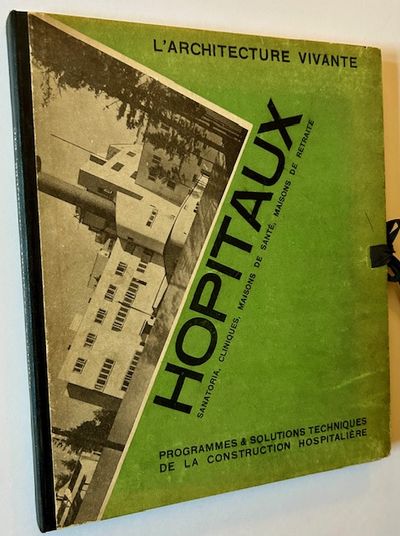 L'ARCHITECTURE VIVANTE
HOPITAUX
SANATORIA, CLINIQUES, MAISONS DE SANTÉ, MAISONS DE RETRAITE
PROGRAMMES & SOLUTIONS TECHNIQUES
DE LA CONSTRUCTION HOSPITALIÈRE